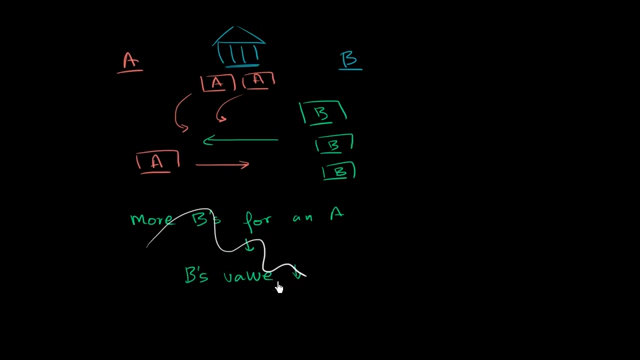 A B
A A
B
B
A B
More B's for an A
B's value ↓